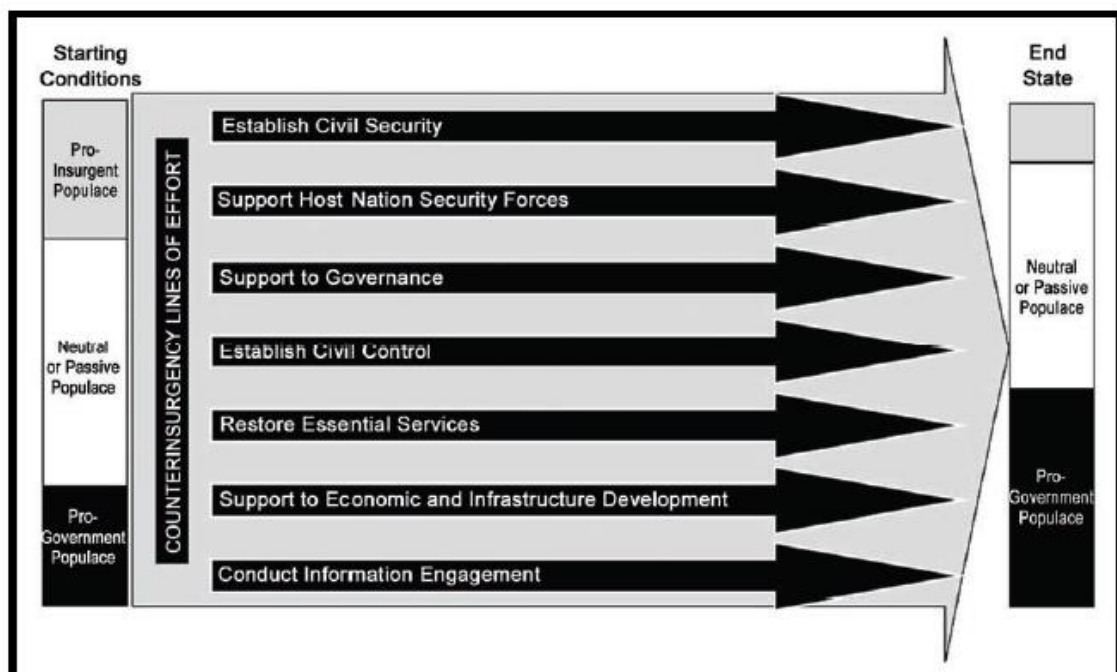 Starting
Conditions
Pro-
Insurgent
Populace
Neutral
or Passive
Populace
Pro-
Government
Populace
COUNTERINSURGENCY LINES OF EFFORT
Establish Civil Security
Support Host Nation Security Forces
Support to Governance
Establish Civil Control
Restore Essential Services
Support to Economic and Infrastructure Development
Conduct Information Engagement
End
State
Neutral
or Passive
Populace
Pro-
Government
Populace